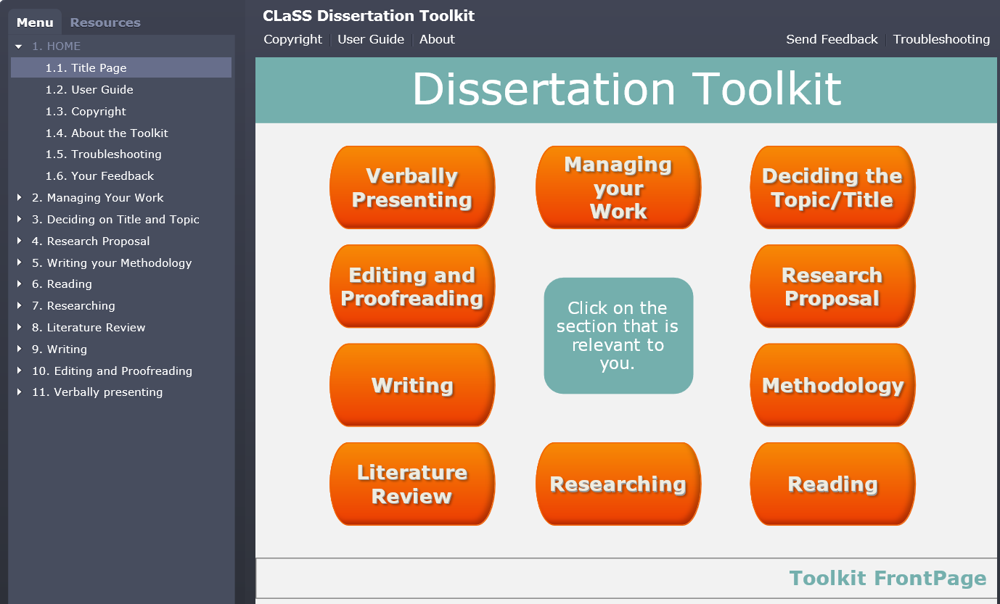 Menu
Resources
1. HOME
1.1. Title Page
1.2. User Guide
1.3. Copyright
1.4. About the Toolkit
1.5. Troubleshooting
1.6. Your Feedback
2. Managing Your Work
3. Deciding on Title and Topic
4. Research Proposal
5. Writing your Methodology
6. Reading
7. Researching
8. Literature Review
9. Writing
10. Editing and Proofreading
11. Verbally presenting
CLaSS Dissertation Toolkit
Copyright
User Guide
About
Send Feedback
Troubleshooting
Dissertation Toolkit
Verbally
Presenting
Managing
your
Work
Deciding the
Topic/Title
Editing and
Proofreading
Click on the
section that is
relevant to
you.
Research
Proposal
Writing
Methodology
Literature
Review
Researching
Reading
Toolkit FrontPage